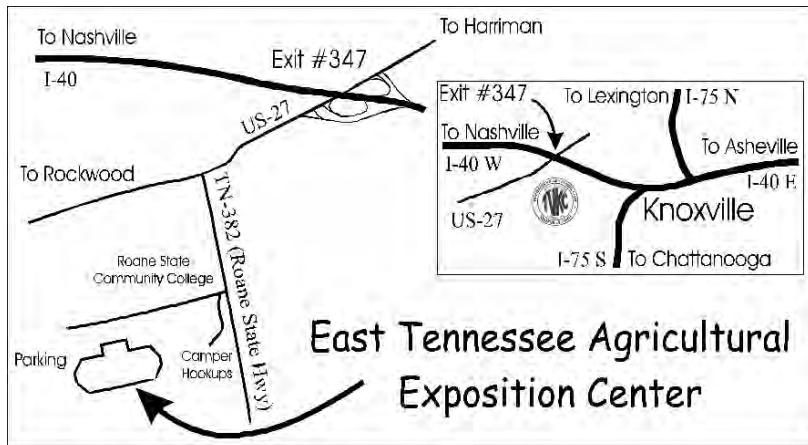 To Nashville
I-40
Exit #347
To Harriman
US-27
To Rockwood
TN-382 (Roane State Hwy)
Roane State
Community College
Parking
Camper
Hookups
Exit #347
To Lexington
I-75 N
To Nashville
I-40 W
To Asheville
I-40 E
US-27
TVKC
Knoxville
I-75 S
To Chattanooga
East Tennessee Agricultural
Exposition Center